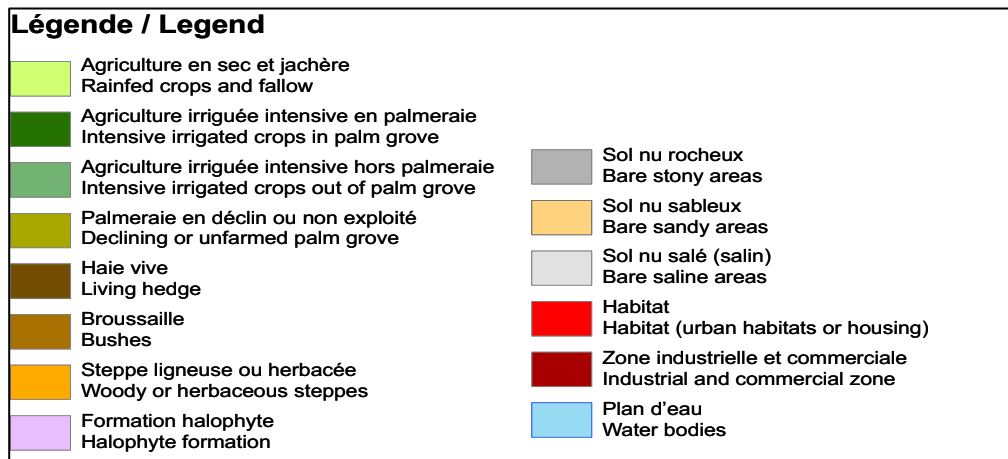 Légende / Legend
Agriculture en sec et jachère
Rainfed crops and fallow
Agriculture irriguée intensive en palmeraie
Intensive irrigated crops in palm grove
Agriculture irriguée intensive hors palmeraie
Intensive irrigated crops out of palm grove
Palmeraie en déclin ou non exploité
Declining or unfarmed palm grove
Haie vive
Living hedge
Broussaille
Bushes
Steppe ligneuse ou herbacée
Woody or herbaceous steppes
Formation halophyte
Halophyte formation
Sol nu rocheux
Bare stony areas
Sol nu sableux
Bare sandy areas
Sol nu salé (salin)
Bare saline areas
Habitat
Habitat (urban habitats or housing)
Zone industrielle et commerciale
Industrial and commercial zone
Plan d'eau
Water bodies